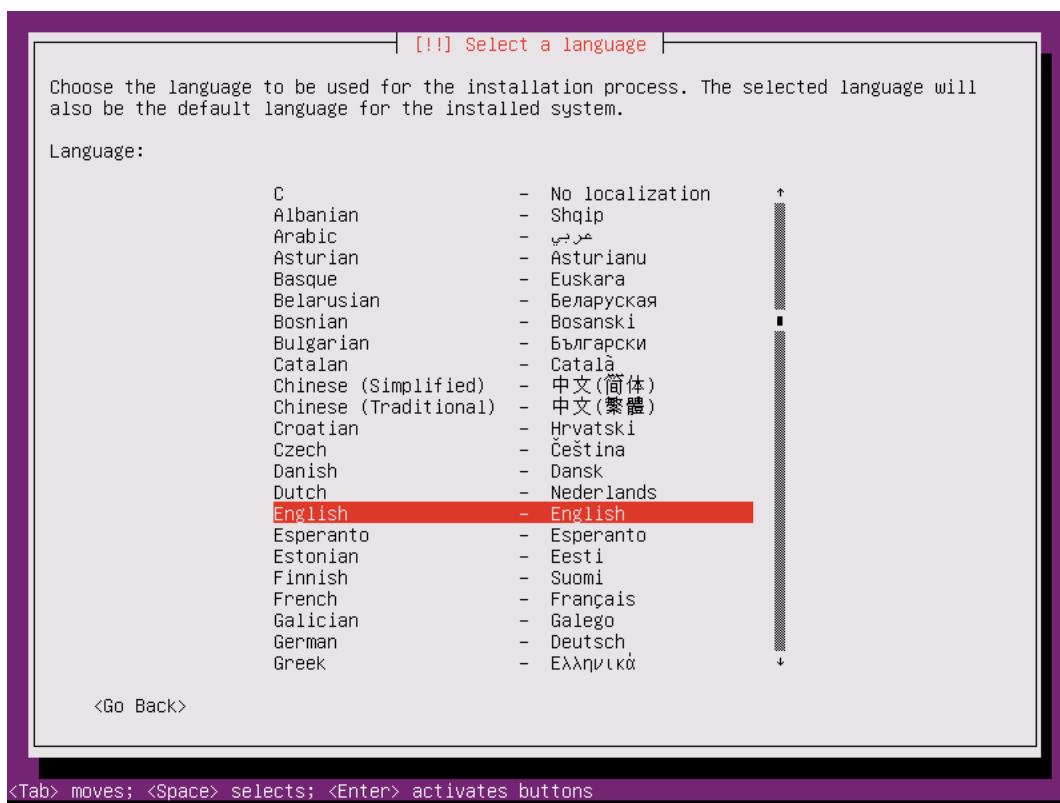 [!!] Select a language
Choose the language to be used for the installation process. The selected language will
also be the default language for the installed system.
Language:
C - No localization
Albanian - Shqip
Arabic - عربي
Asturian - Asturianu
Basque - Euskara
Belarusian - Беларуская
Bosnian - Bosanski
Bulgarian - Български
Catalan - Català
Chinese (Simplified) - 中文(简体)
Chinese (Traditional) - 中文(繁體)
Croatian - Hrvatski
Czech - Čeština
Danish - Dansk
Dutch - Nederlands
English - English
Esperanto - Esperanto
Estonian - Eesti
Finnish - Suomi
French - Français
Galician - Galego
German - Deutsch
Greek - Ελληνικά
<Go Back>
<Tab> moves; <Space> selects; <Enter> activates buttons